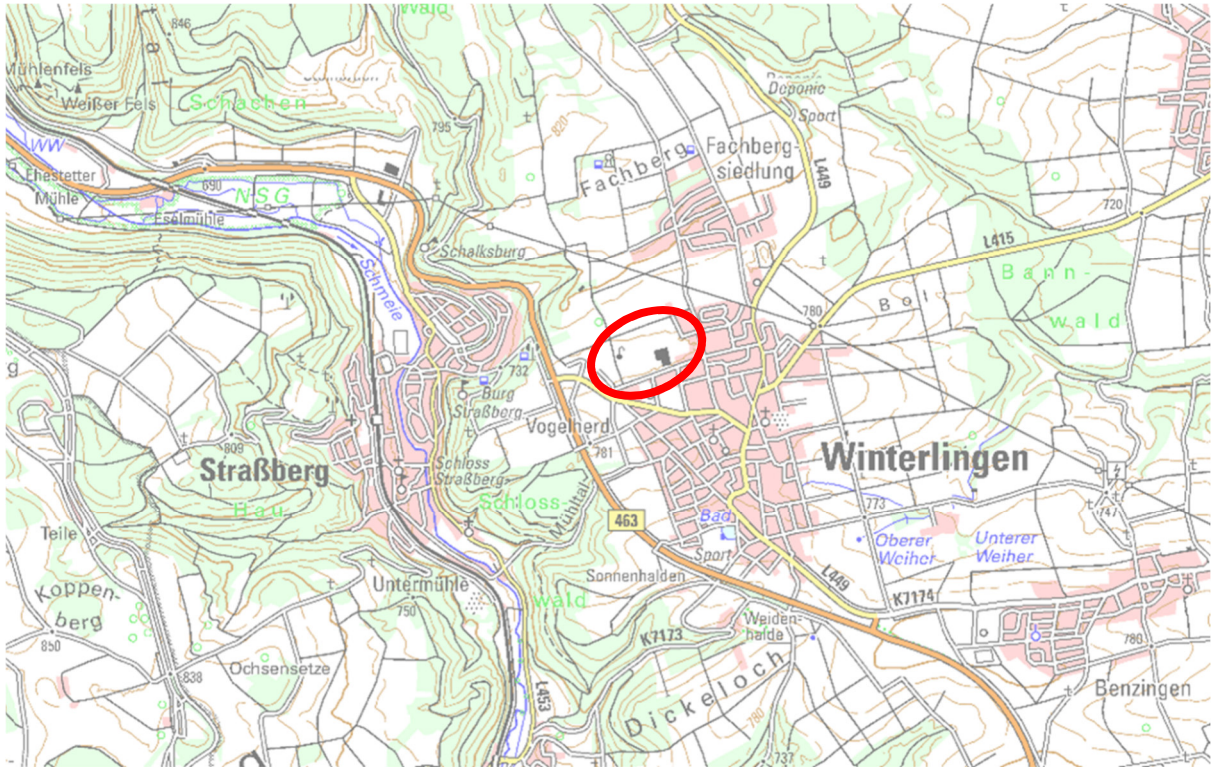 Wald
846
Mühlenfels
Weißer Fels
Schachen
795
820
Deponie
Sport
WW
Ehestetter
Mühle
690
NSG
Eselmühle
Fachberg
Fachberg-
siedlung
L449
720
L415
Schalksburg
Schmeie
Bann-
wald
Bol
780
732
Burg
Straßberg
Vogelherd
781
809
Straßberg
Schloss
Straßberg
Hau
Schloss-
wald
Mühltal
463
Winterlingen
Bad
Sport
773
747
Oberer
Weiher
Unterer
Weiher
Teile
Koppen-
berg
850
838
Untermühle
750
Ochsensetze
Sonnenhalden
L449
K7174
K7173
Weiden-
halde
L453
Dickeloch
780
737
780
Benzingen